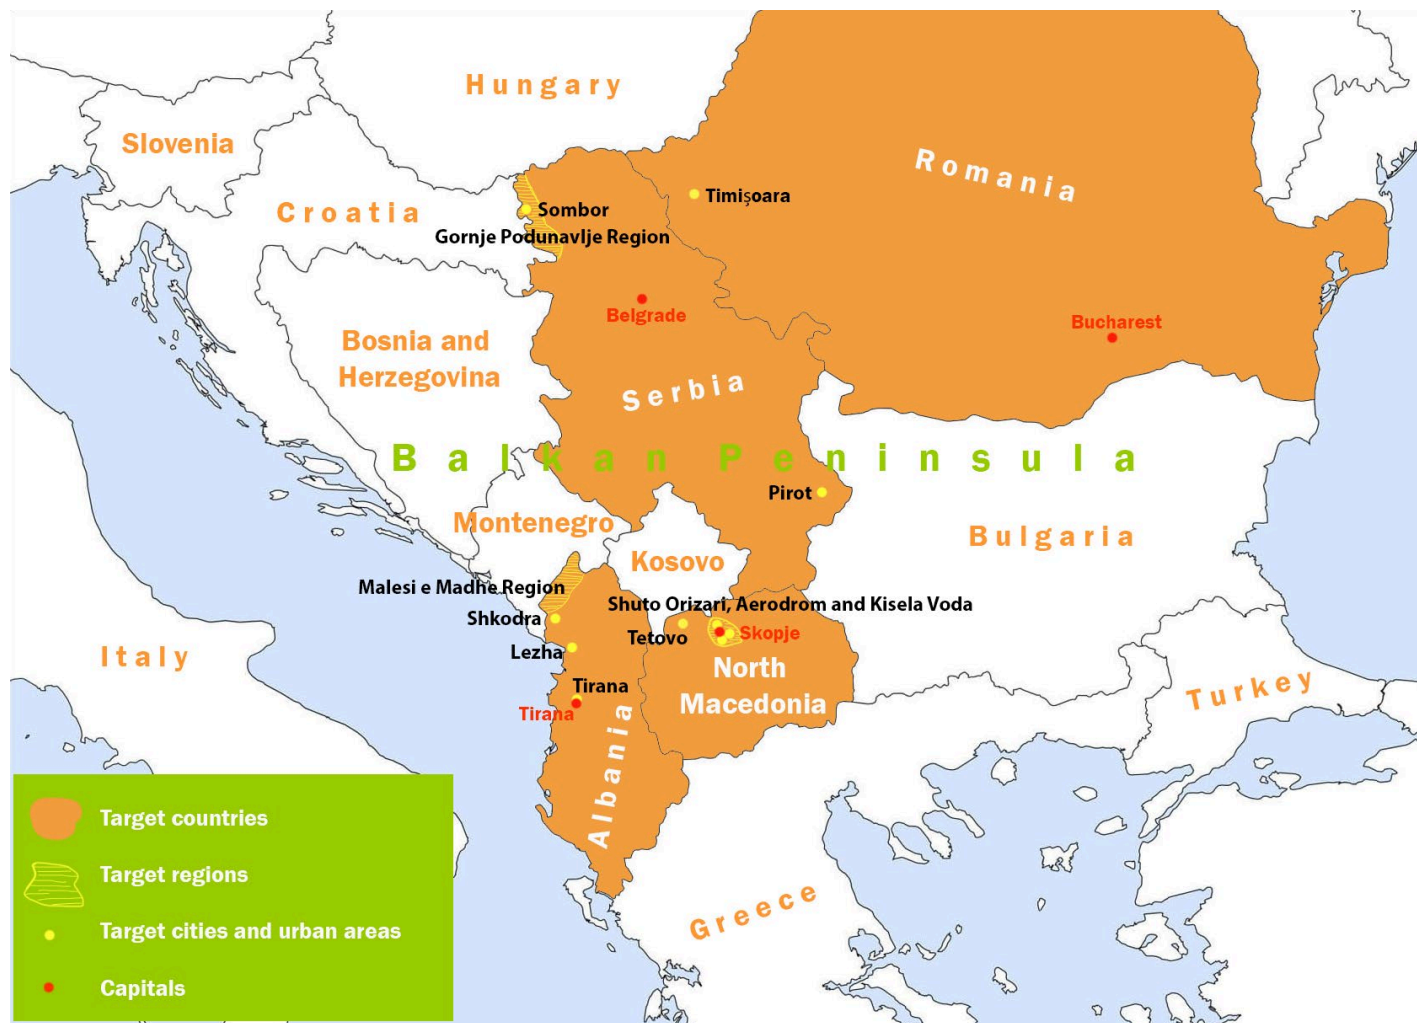 Hungary
Slovenia
Romania
Timișoara
Croatia
Sombor
Gornje Podunavlje Region
Belgrade
Bucharest
Bosnia and
Herzegovina
Serbia
Balkan Peninsula
Pirot
Montenegro
Bulgaria
Kosovo
Malesi e Madhe Region
Shuto Orizari, Aerodrom and Kisela Voda
Shkodra
Tetovo
Skopje
Lezha
Italy
North
Macedonia
Tirana
Tirana
Turkey
Albania
Greece
Target countries
Target regions
Target cities and urban areas
Capitals